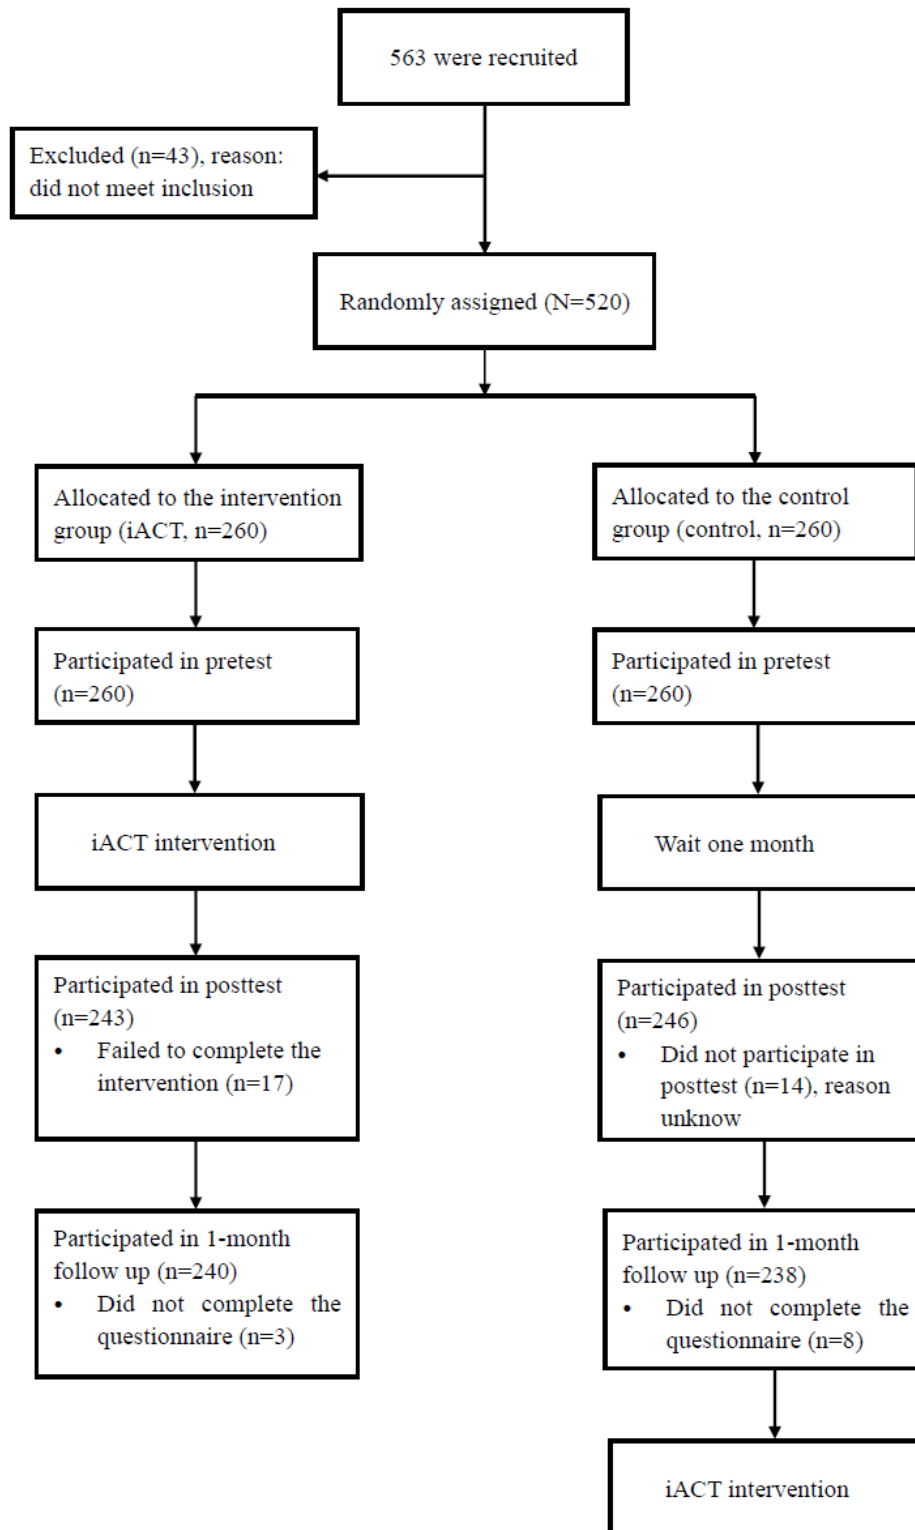 563 were recruited
Excluded (n=43), reason:
did not meet inclusion
Randomly assigned (N=520)
Allocated to the intervention
group (iACT, n=260)
Allocated to the control
group (control, n=260)
Participated in pretest
(n=260)
Participated in pretest
(n=260)
iACT intervention
Wait one month
Participated in posttest
(n=243)
• Failed to complete the
intervention (n=17)
Participated in posttest
(n=246)
• Did not participate in
posttest (n=14), reason
unknow
Participated in 1-month
follow up (n=240)
• Did not complete the
questionnaire (n=3)
Participated in 1-month
follow up (n=238)
• Did not complete the
questionnaire (n=8)
iACT intervention